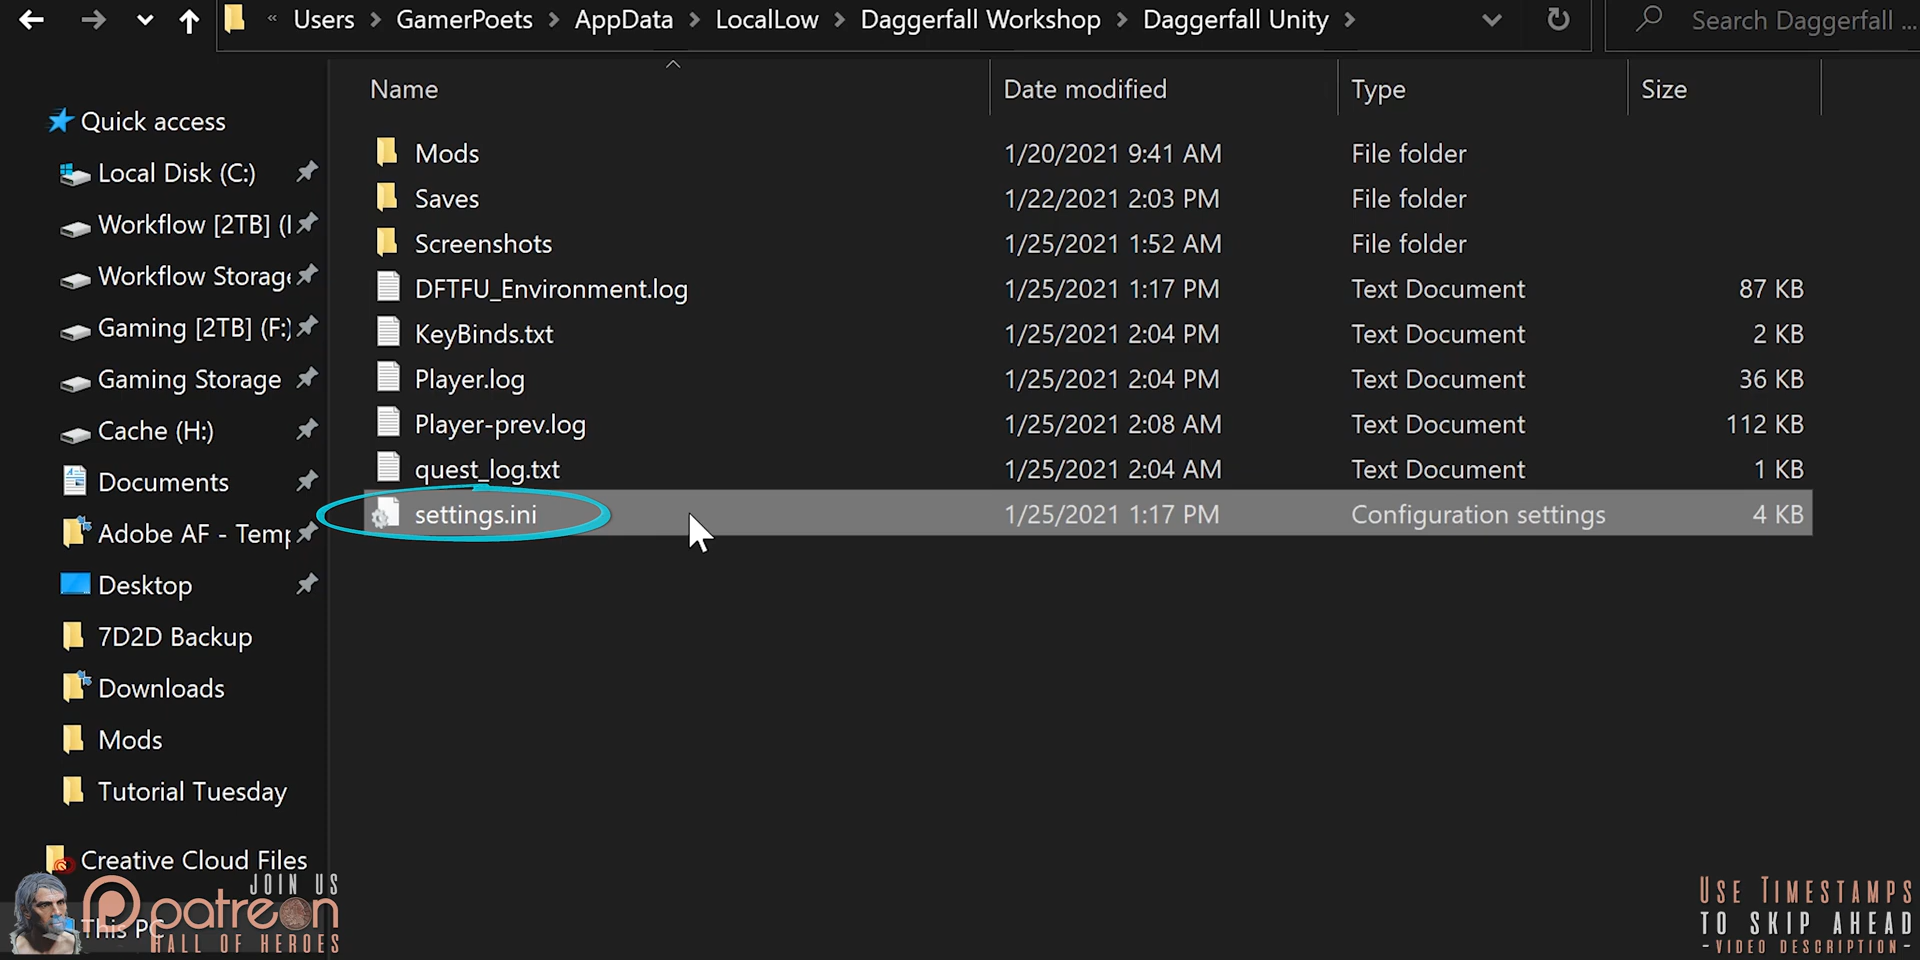 « Users > GamerPoets > AppData > LocalLow > Daggerfall Workshop > Daggerfall Unity >
Search Daggerfall ...
Name Date modified Type Size
Quick access
Local Disk (C:)
Workflow [2TB] (
Workflow Storage
Gaming [2TB] (F:)
Gaming Storage
Cache (H:)
Documents
Adobe AF - Temp
Desktop
7D2D Backup
Downloads
Mods
Tutorial Tuesday
Creative Cloud Files
This PC
Mods 1/20/2021 9:41 AM File folder
Saves 1/22/2021 2:03 PM File folder
Screenshots 1/25/2021 1:52 AM File folder
DFTFU_Environment.log 1/25/2021 1:17 PM Text Document 87 KB
KeyBinds.txt 1/25/2021 2:04 PM Text Document 2 KB
Player.log 1/25/2021 2:04 PM Text Document 36 KB
Player-prev.log 1/25/2021 2:08 AM Text Document 112 KB
quest_log.txt 1/25/2021 2:04 AM Text Document 1 KB
settings.ini 1/25/2021 1:17 PM Configuration settings 4 KB
JOIN US
patreon
HALL OF HEROES
USE TIMESTAMPS
TO SKIP AHEAD
-VIDEO DESCRIPTION-